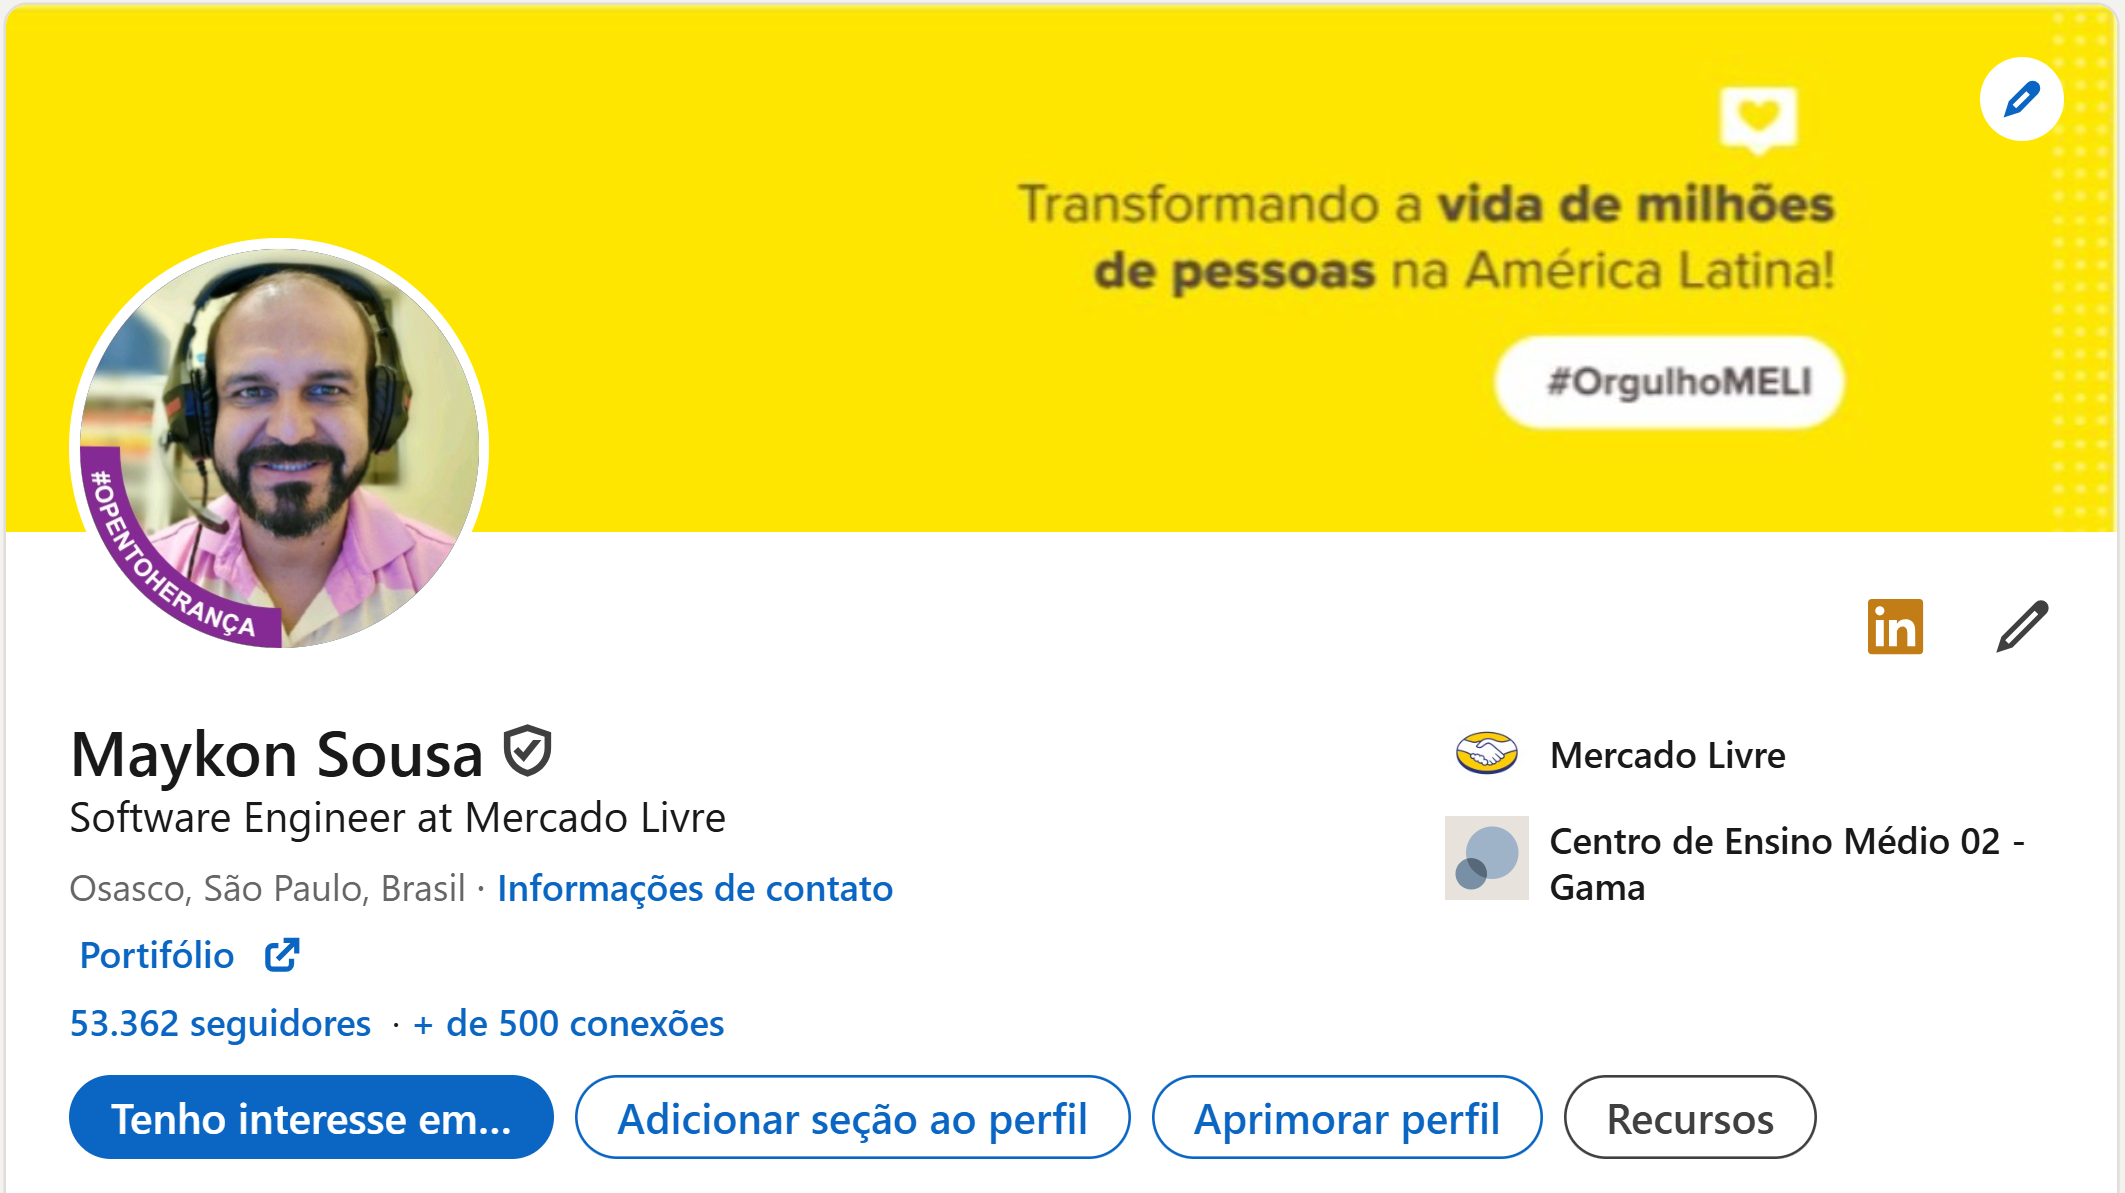 Transformando a vida de milhões
de pessoas na América Latina!
#OrgulhoMELI
#OPENTOHERANÇA
in
Maykon Sousa
Software Engineer at Mercado Livre
Osasco, São Paulo, Brasil · Informações de contato
Portifólio
53.362 seguidores · + de 500 conexões
Mercado Livre
Centro de Ensino Médio 02 -
Gama
Tenho interesse em...
Adicionar seção ao perfil
Aprimorar perfil
Recursos